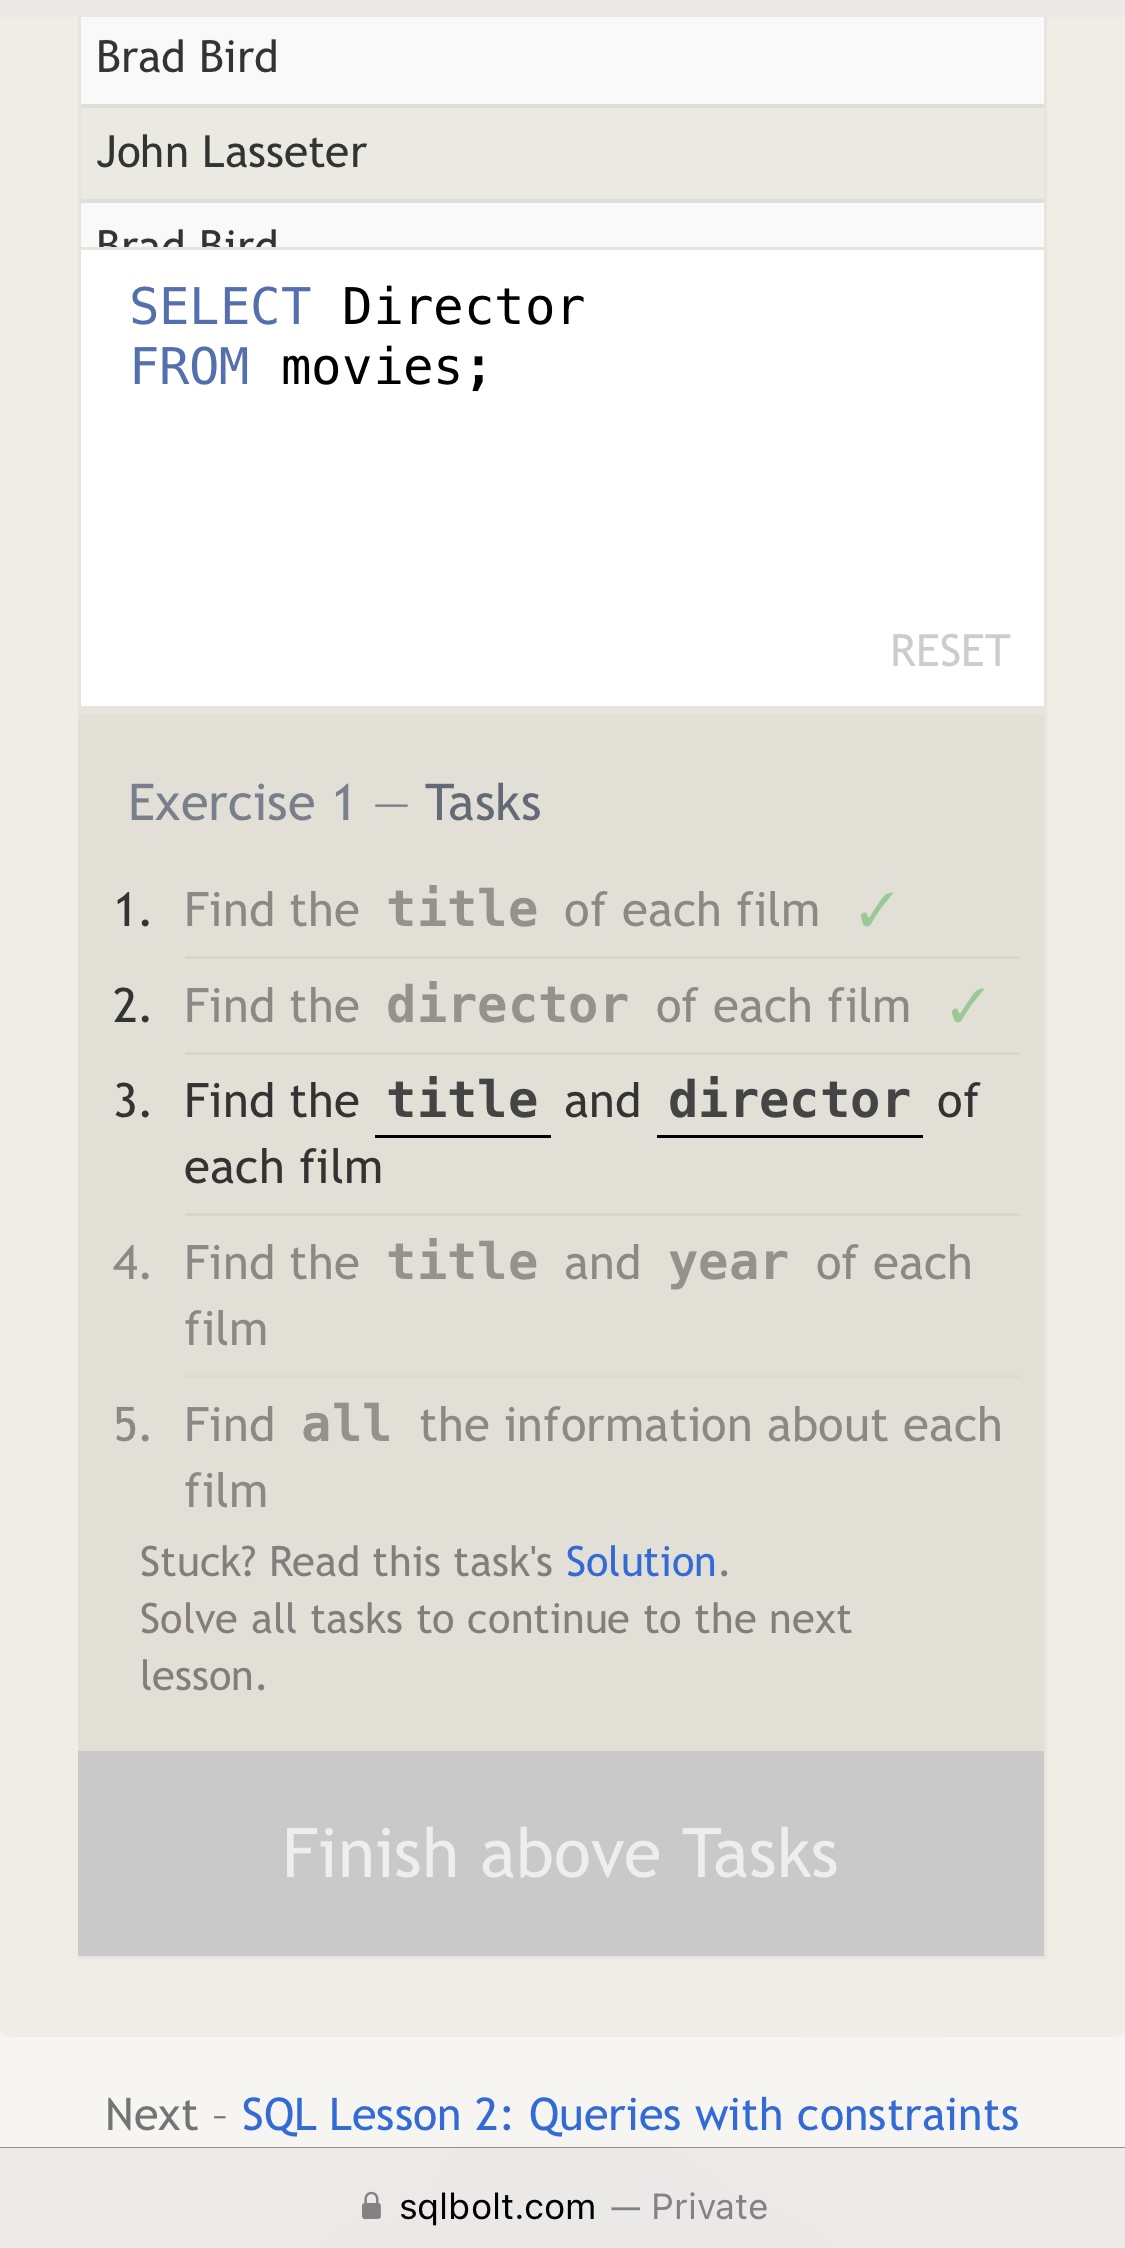 Brad Bird
John Lasseter
Brad Bird
SELECT Director
FROM movies;
RESET
Exercise 1 — Tasks
1. Find the title of each film ✓
2. Find the director of each film ✓
3. Find the title and director of
each film
4. Find the title and year of each
film
5. Find all the information about each
film
Stuck? Read this task's Solution.
Solve all tasks to continue to the next
lesson.
Finish above Tasks
Next – SQL Lesson 2: Queries with constraints
sqlbolt.com — Private